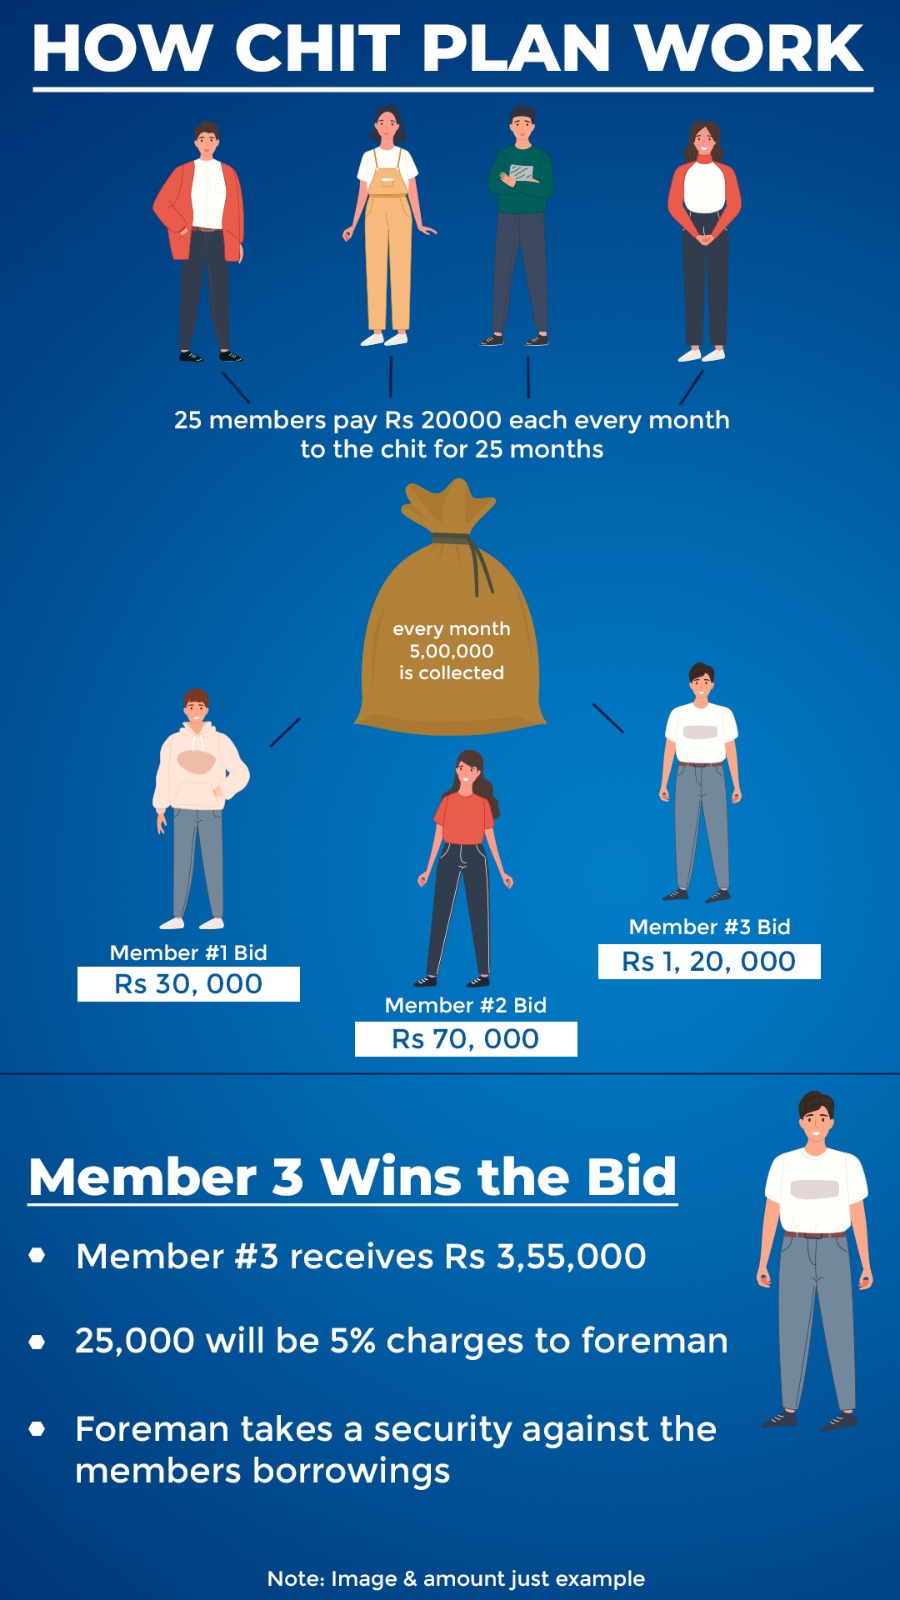 HOW CHIT PLAN WORK
25 members pay Rs 20000 each every month
to the chit for 25 months
every month
5,00,000
is collected
Member #1 Bid
Rs 30, 000
Member #2 Bid
Rs 70, 000
Member #3 Bid
Rs 1, 20, 000
Member 3 Wins the Bid
Member #3 receives Rs 3,55,000
25,000 will be 5% charges to foreman
Foreman takes a security against the
members borrowings
Note: Image & amount just example